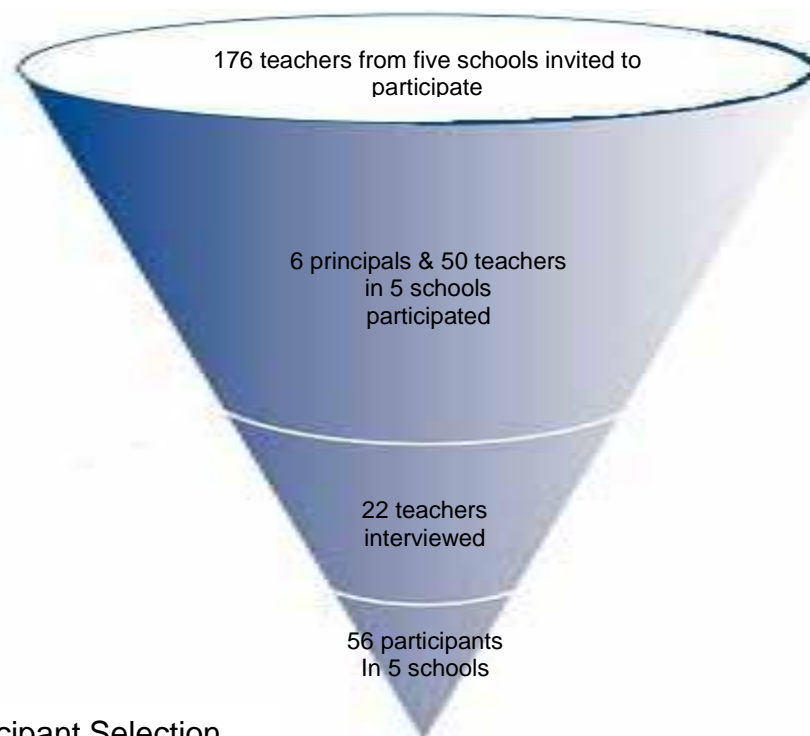 176 teachers from five schools invited to
participate
6 principals & 50 teachers
in 5 schools
participated
22 teachers
interviewed
56 participants
In 5 schools
Selection